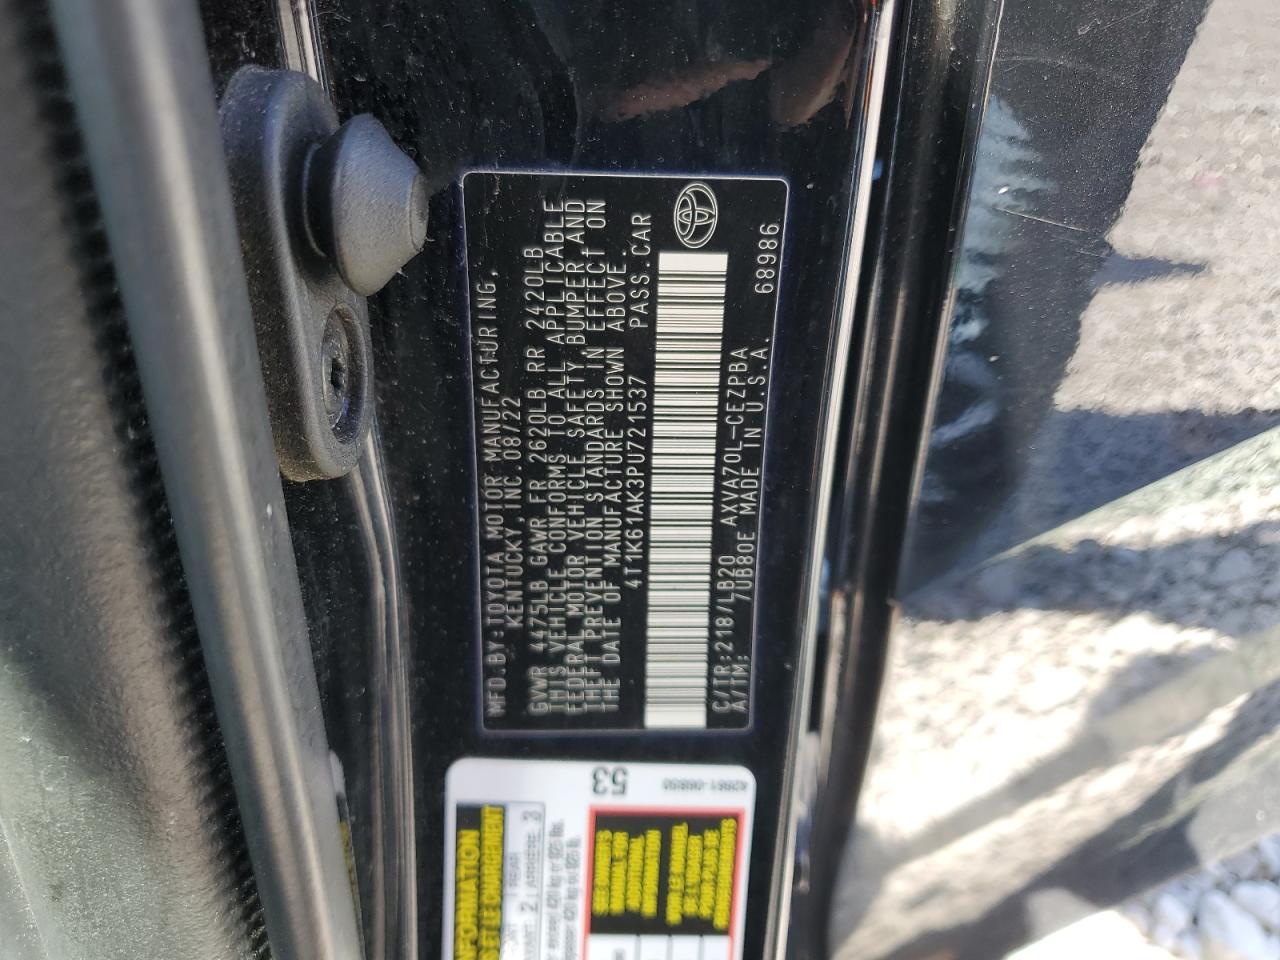 MFD.BY:TOYOTA MOTOR MANUFACTURING,
KENTUCKY, INC.08/22
GVWR 4475LB GAWR FR 2620LB RR 2420LB
THIS VEHICLE CONFORMS TO ALL APPLICABLE
FEDERAL MOTOR VEHICLE SAFETY, BUMPER AND
THEFT PREVENTION STANDARDS IN EFFECT ON
THE DATE OF MANUFACTURE SHOWN ABOVE.
4T1K61AK3PU721537 PASS.CAR
C/TR:218/LB20 AXVA70L-CEZPBA
A/TM: /UB80E MADE IN U.S.A. 68986
53